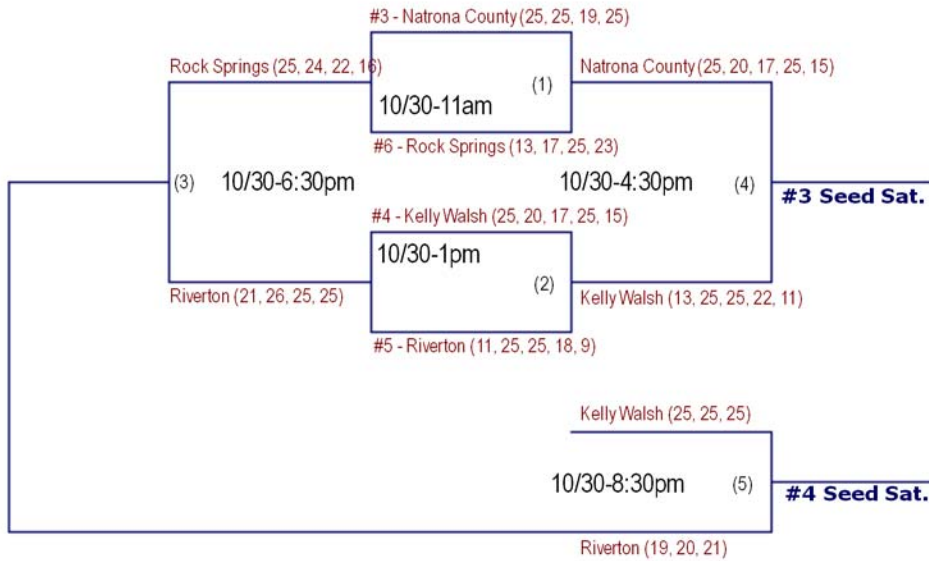 #3 - Natrona County (25, 25, 19, 25)
Rock Springs (25, 24, 22, 16)
Natrona County (25, 20, 17, 25, 15)
(1)
10/30-11am
#6 - Rock Springs (13, 17, 25, 23)
(3)
10/30-6:30pm
10/30-4:30pm
(4)
#3 Seed Sat.
#4 - Kelly Walsh (25, 20, 17, 25, 15)
10/30-1pm
(2)
Riverton (21, 26, 25, 25)
Kelly Walsh (13, 25, 25, 22, 11)
#5 - Riverton (11, 25, 25, 18, 9)
Kelly Walsh (25, 25, 25)
10/30-8:30pm
(5)
#4 Seed Sat.
Riverton (19, 20, 21)